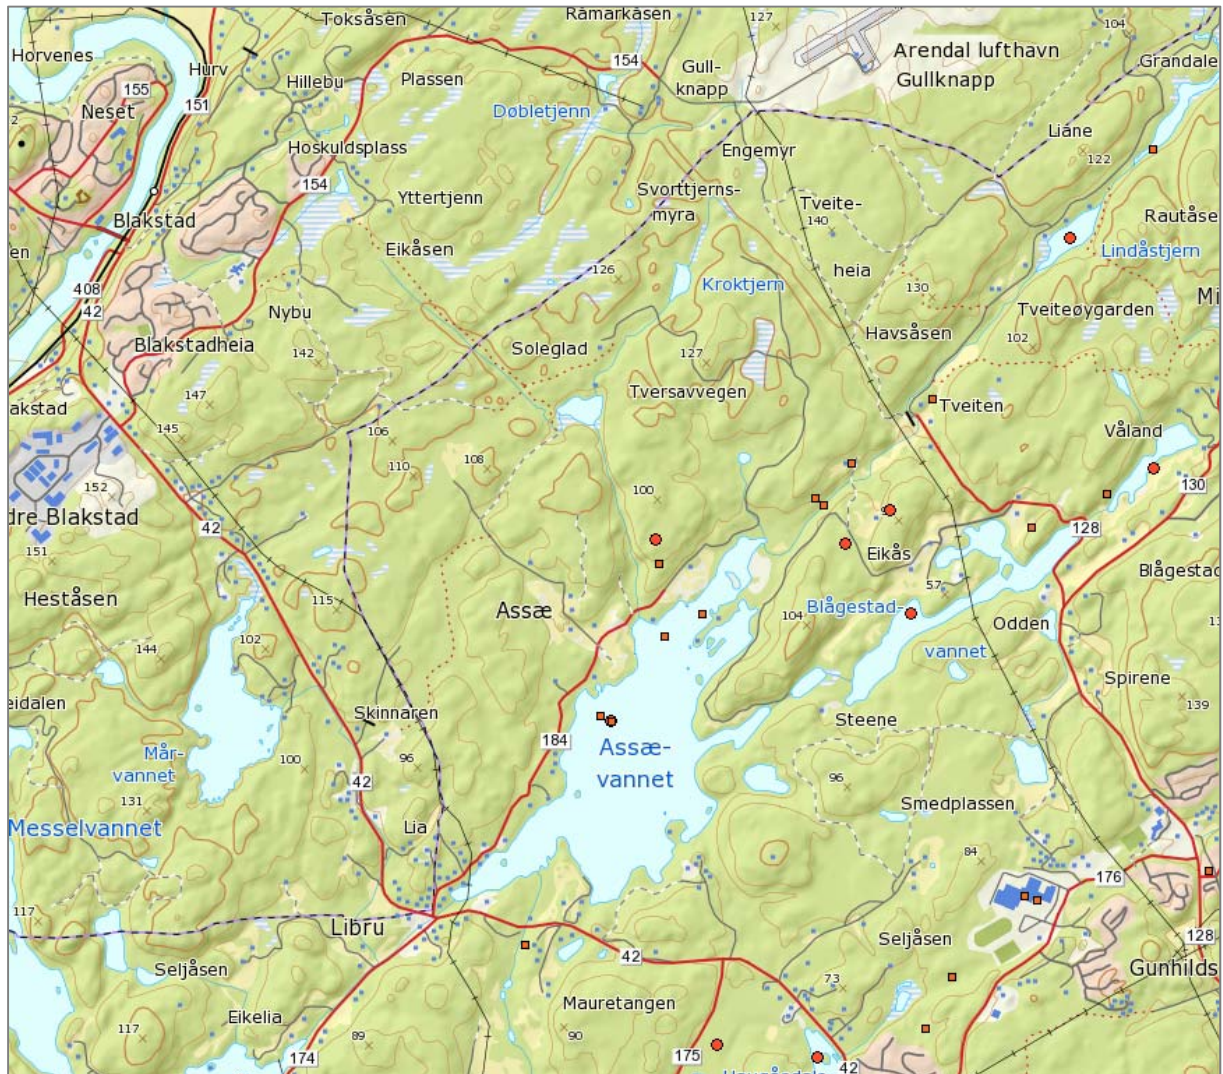 Toksåsen
Råmarkåsen
127
104
Horvenes
Hurv
Hillebu
Plassen
154
Gull-
knapp
Arendal lufthavn
Gullknapp
Grandale
155
151
Neset
2
Døbletjenn
Liane
122
Hoskuldsplass
Engemyr
154
Yttertjenn
Svorttjerns-
myra
Tveite-
140
heia
Rautåse
Blakstad
en
Eikåsen
Lindåstjern
126
Kroktjern
130
408
42
Nybu
Mi
Tveiteøygarden
102
Havsåsen
Blakstadheia
142
Soleglad
127
Tversavvegen
147
akstad
145
106
108
110
Tveiten
Våland
152
100
130
dre Blakstad
42
128
151
Eikås
Blågestad
Heståsen
115
57
Assæ
Blågestad-
vannet
104
Odden
102
144
Spirene
139
eidalen
Skinnaren
184
Steene
Mår-
vannet
100
96
Assæ-
vannet
96
131
42
Smedplassen
Messelvannet
Lia
84
176
117
Libru
Seljåsen
128
42
Seljåsen
73
Gunhilds
Eikelia
Mauretangen
117
89
90
174
175
42